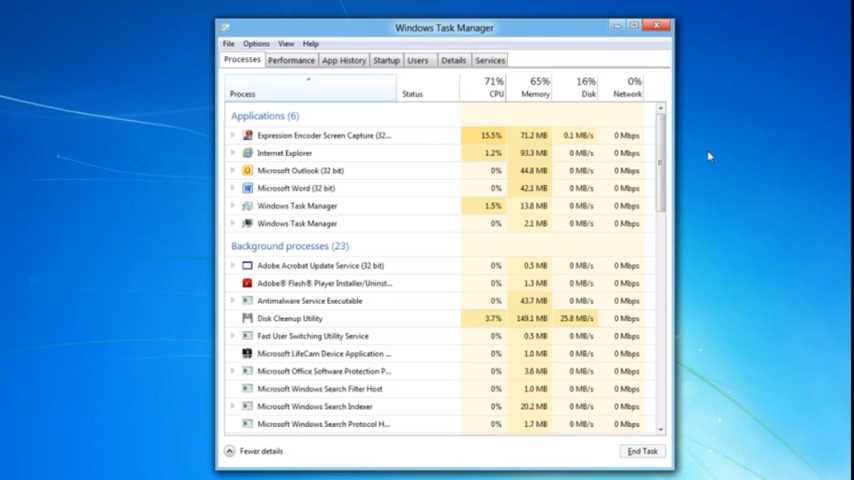 Windows Task Manager
File Options View Help
Processes Performance App History Startup Users Details Services
71% 65% 16% 0%
Process Status CPU Memory Disk Network
Applications (6)
Expression Encoder Screen Capture (32... 15.5% 71.2 MB 0.1 MB/s 0 Mbps
Internet Explorer 1.2% 93.3 MB 0 MB/s 0 Mbps
Microsoft Outlook (32 bit) 0% 44.8 MB 0 MB/s 0 Mbps
Microsoft Word (32 bit) 0% 42.1 MB 0 MB/s 0 Mbps
Windows Task Manager 1.5% 13.8 MB 0 MB/s 0 Mbps
Windows Task Manager 0% 2.1 MB 0 MB/s 0 Mbps
Background processes (23)
Adobe Acrobat Update Service (32 bit) 0% 0.5 MB 0 MB/s 0 Mbps
Adobe® Flash® Player Installer/Uninst... 0% 1.3 MB 0 MB/s 0 Mbps
Antimalware Service Executable 0% 43.7 MB 0 MB/s 0 Mbps
Disk Cleanup Utility 3.7% 149.1 MB 25.8 MB/s 0 Mbps
Fast User Switching Utility Service 0% 0.5 MB 0 MB/s 0 Mbps
Microsoft LifeCam Device Application ... 0% 1.0 MB 0 MB/s 0 Mbps
Microsoft Office Software Protection P... 0% 3.6 MB 0 MB/s 0 Mbps
Microsoft Windows Search Filter Host 0% 1.0 MB 0 MB/s 0 Mbps
Microsoft Windows Search Indexer 0% 20.2 MB 0 MB/s 0 Mbps
Microsoft Windows Search Protocol H... 0% 1.7 MB 0 MB/s 0 Mbps
Fewer details End Task